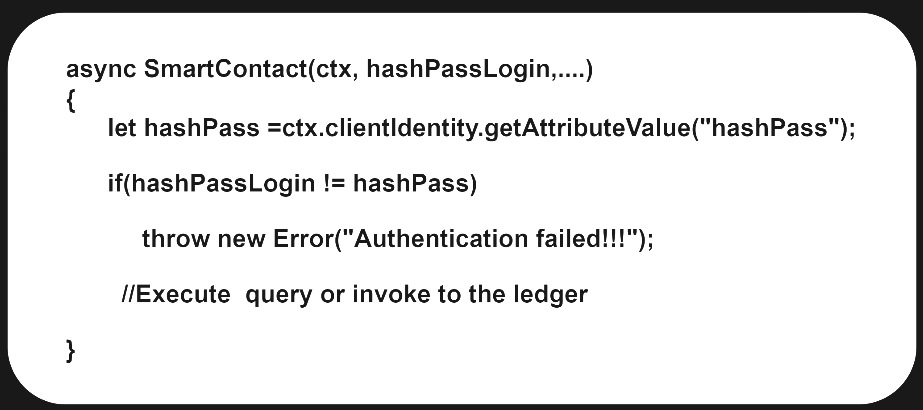 async SmartContact(ctx, hashPassLogin,....)
{
let hashPass =ctx.clientIdentity.getAttributeValue("hashPass");
if(hashPassLogin != hashPass)
throw new Error("Authentication failed!!!");
//Execute  query or invoke to the ledger
}